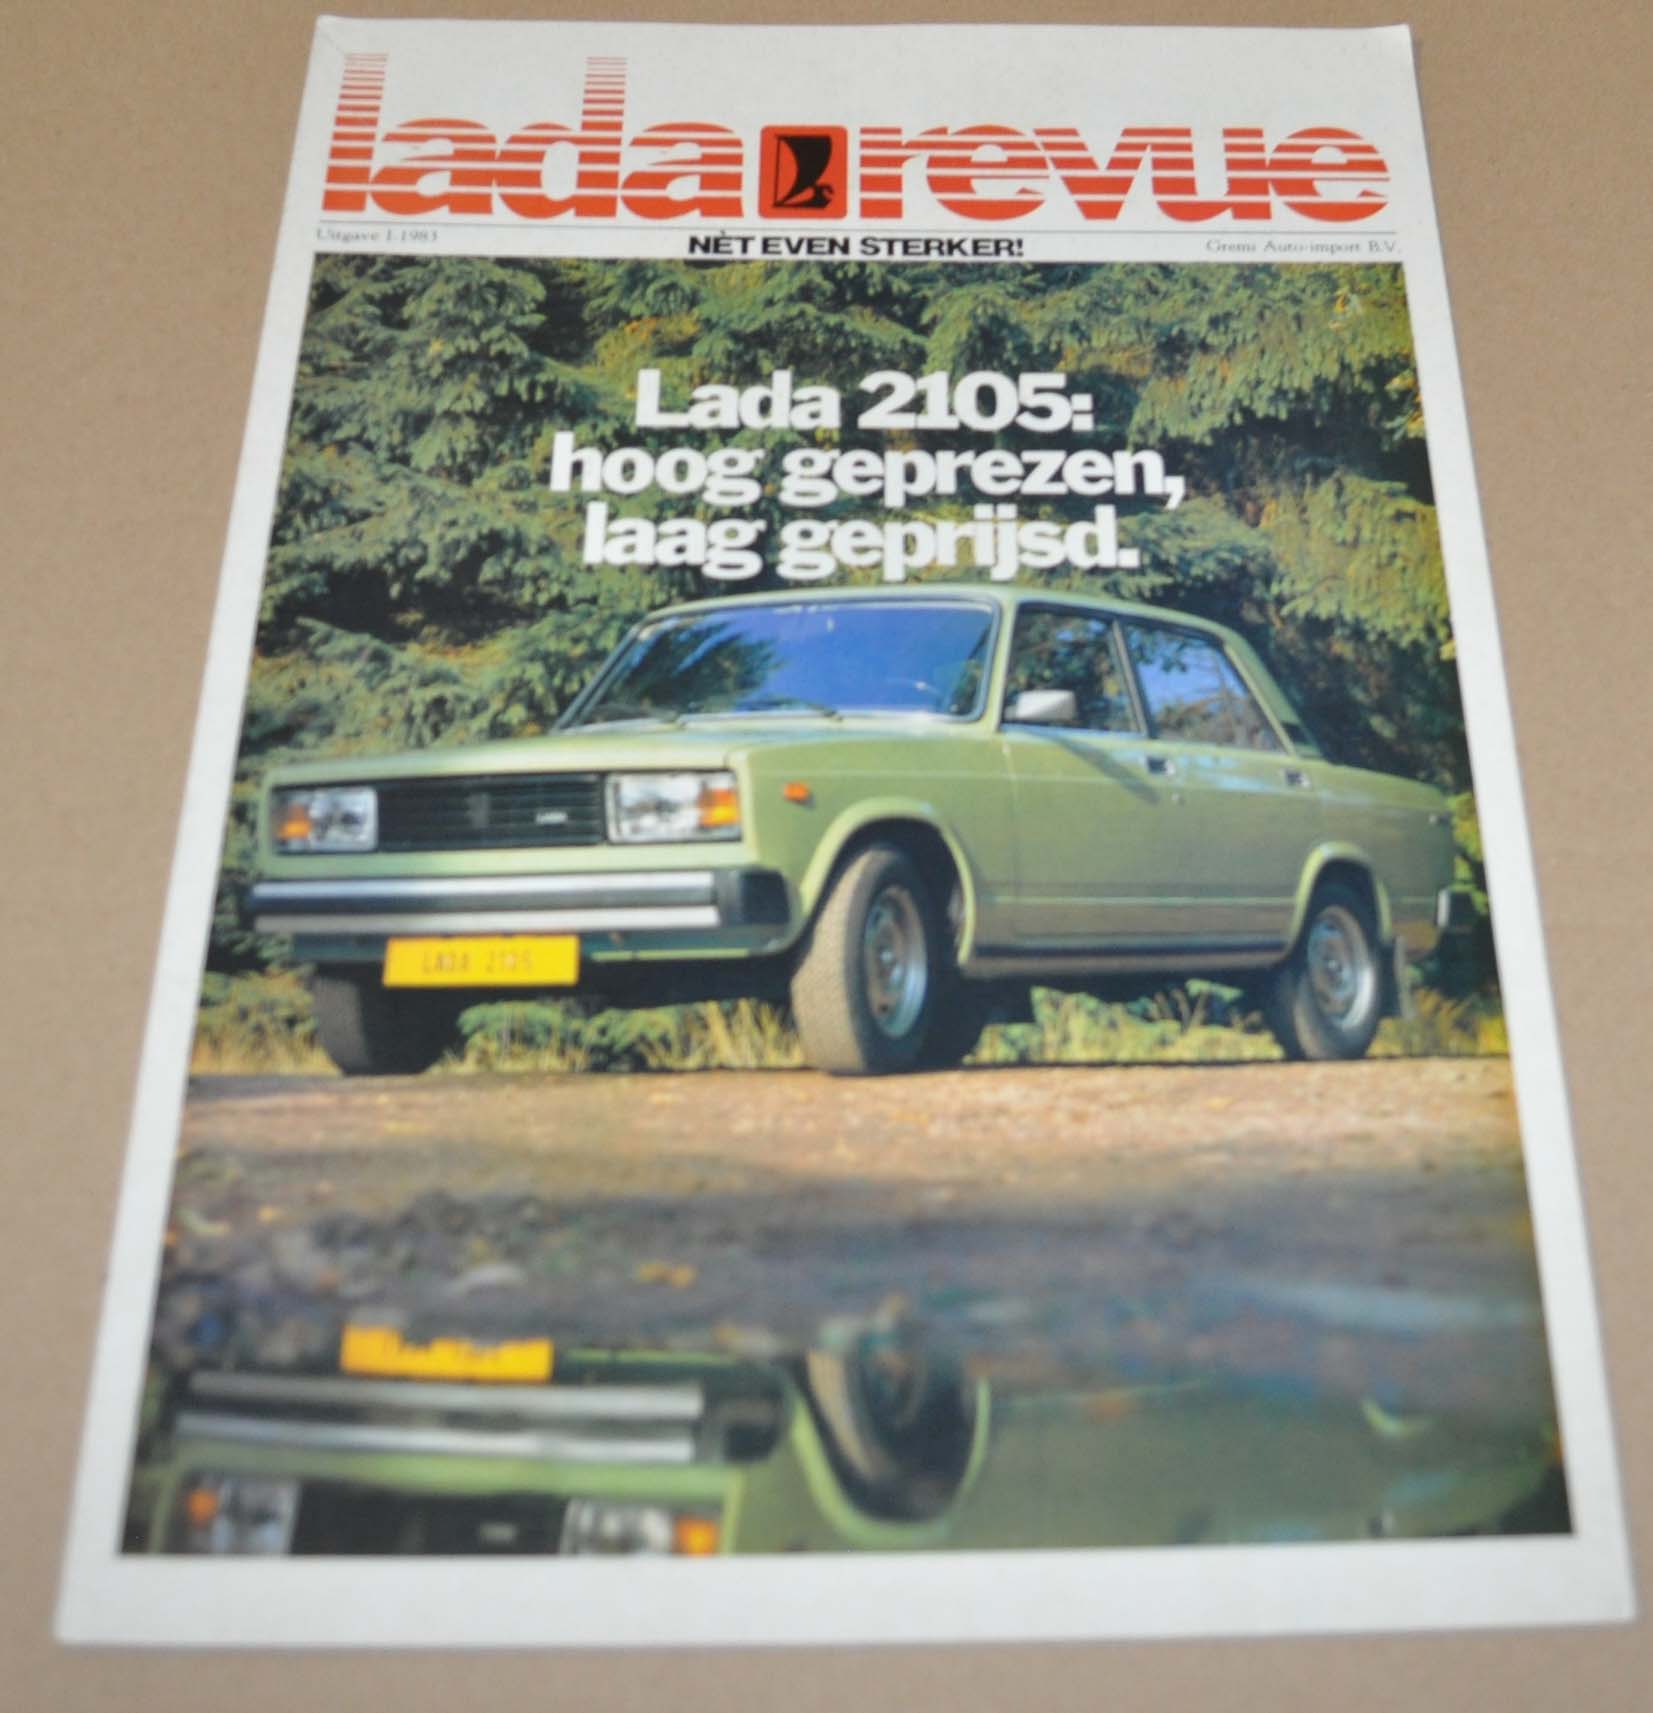 lada revue
Uitgave 1-1983
NÈT EVEN STERKER!
Gremi Auto-import B.V.
Lada 2105:
hoog geprezen,
laag geprijsd.
LADA
LADA 2105